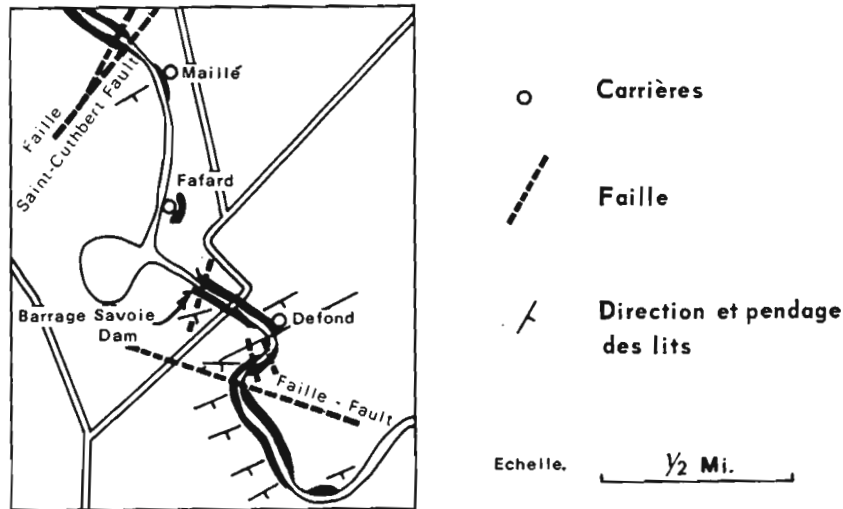 Maillé
Faille
Saint-Cuthbert Fault
Fafard
Barrage Savoie
Dam
Defond
Faille - Fault
Carrières
Faille
Direction et pendage
des lits
Echelle.
1/2 Mi.